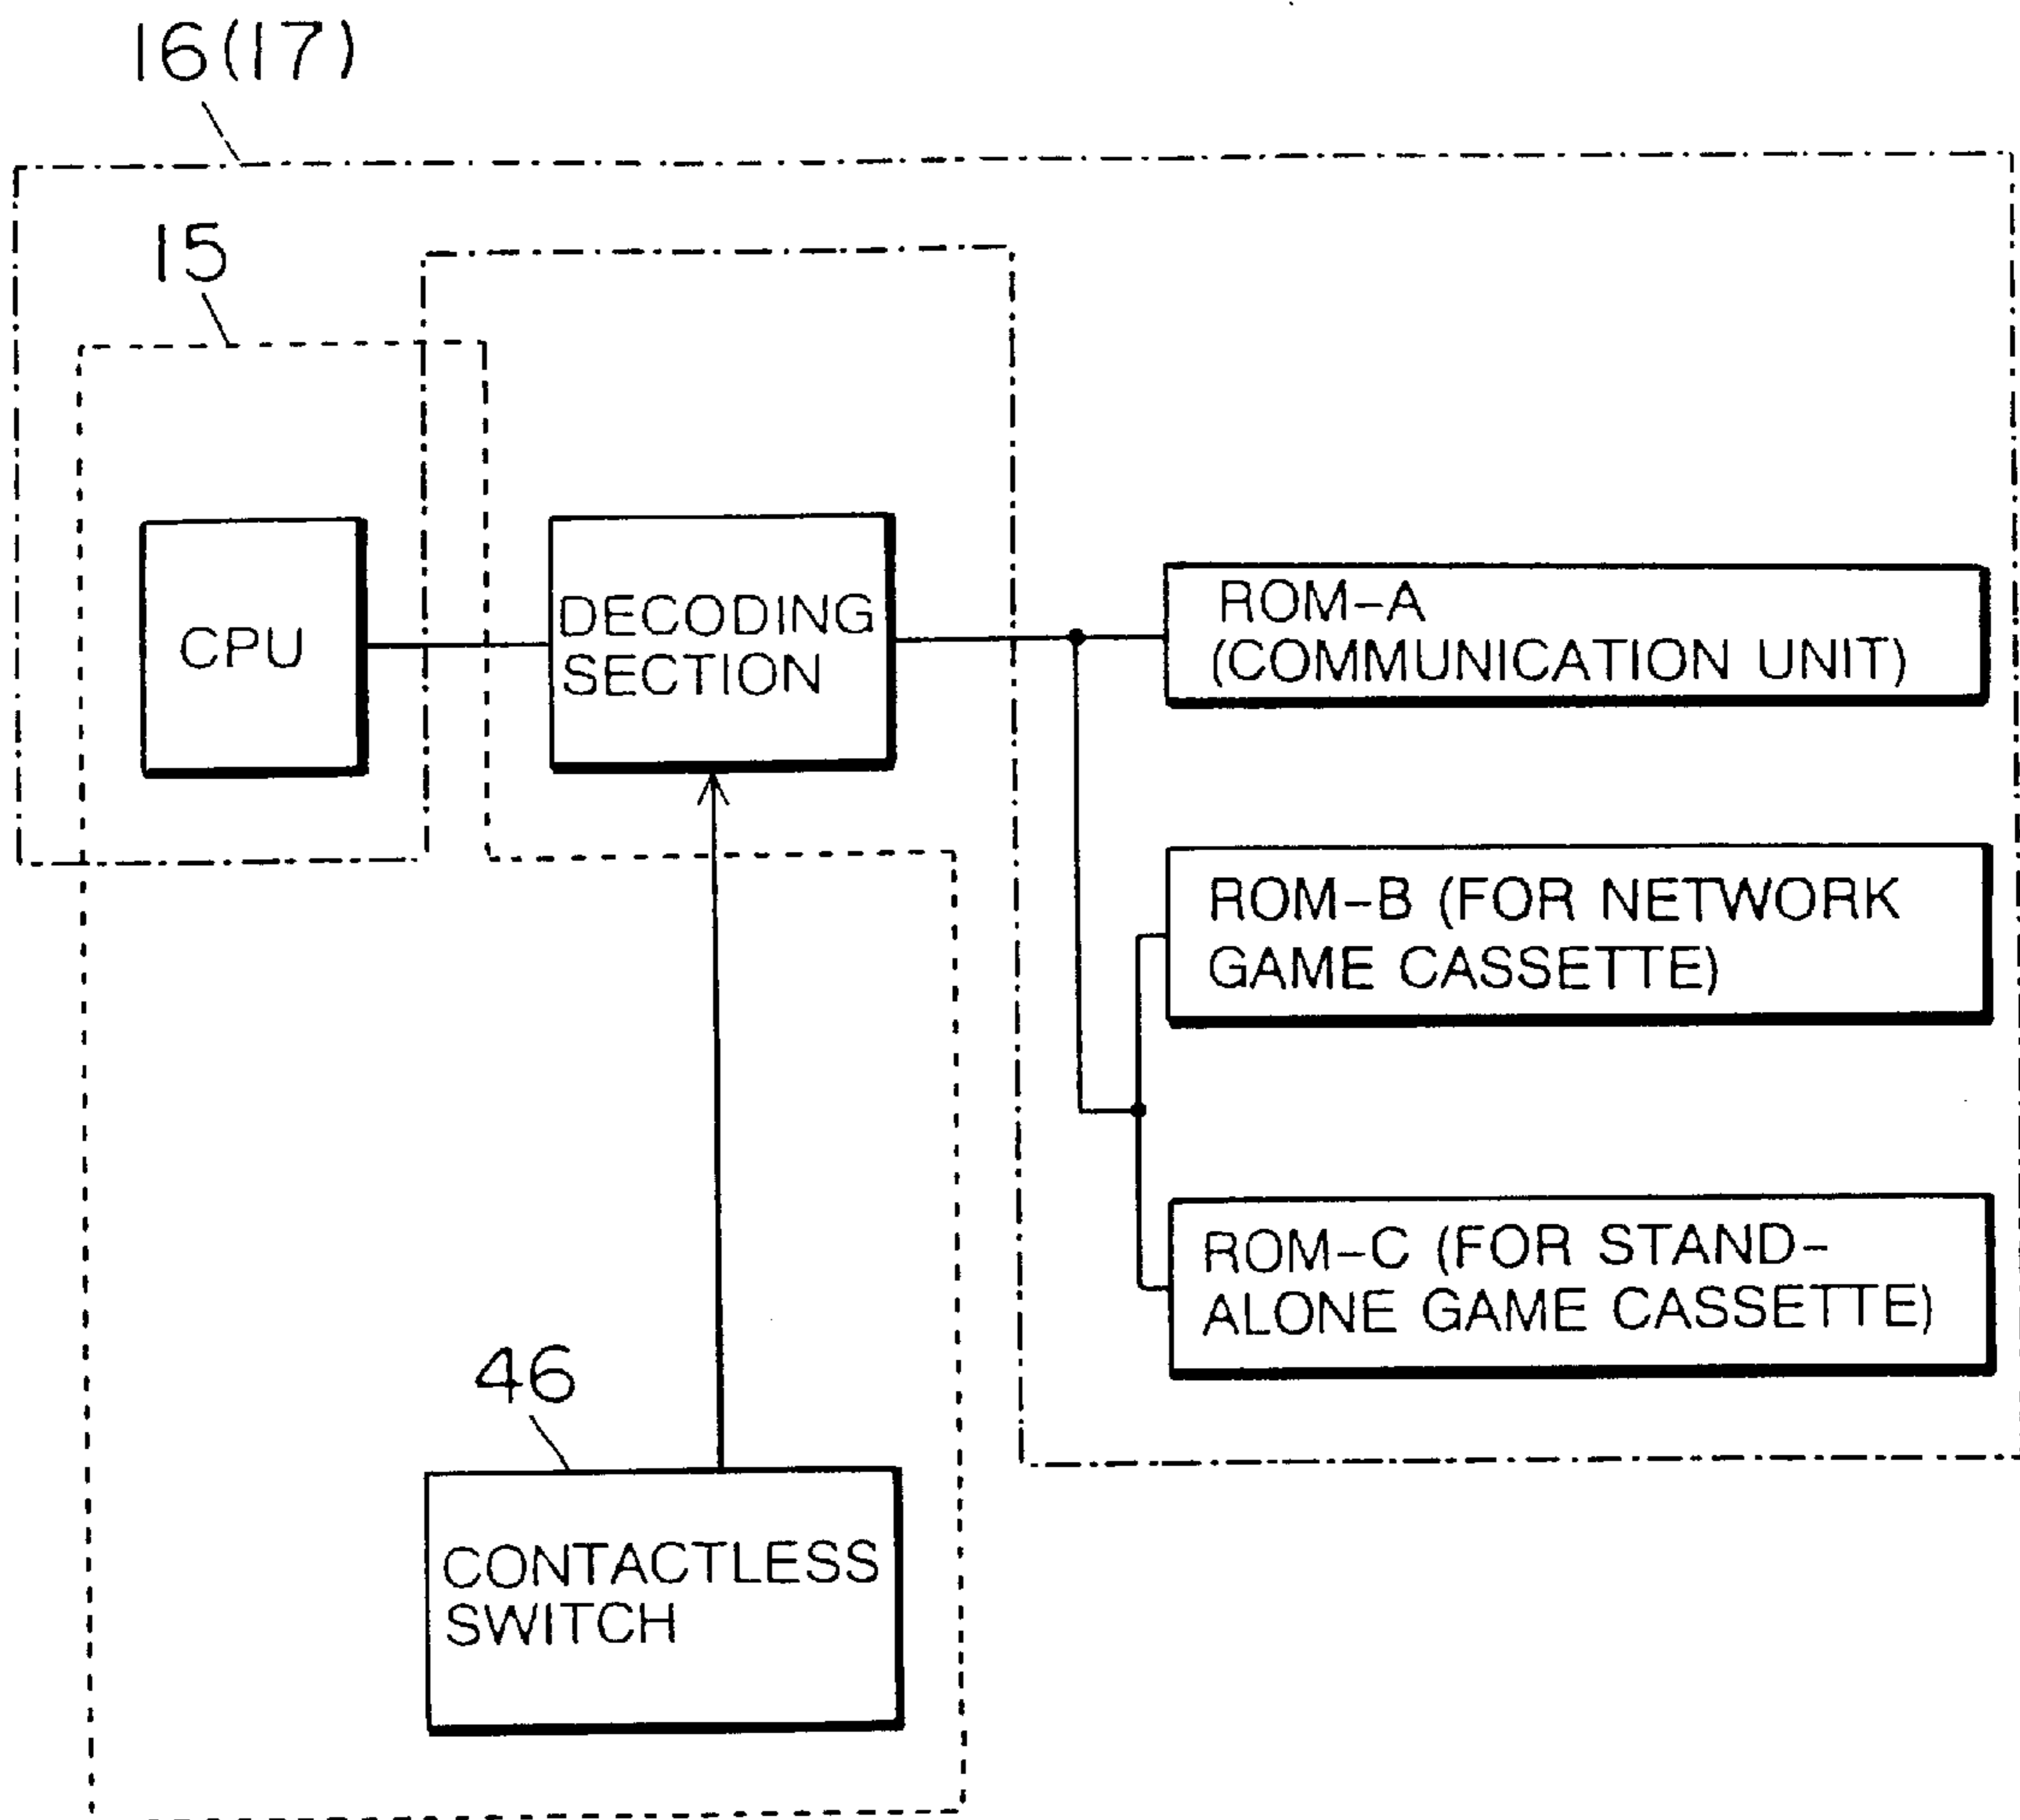 16(17)
15
CPU
DECODING
SECTION
ROM–A
(COMMUNICATION UNIT)
ROM–B (FOR NETWORK
GAME CASSETTE)
ROM–C (FOR STAND–
ALONE GAME CASSETTE)
46
CONTACTLESS
SWITCH